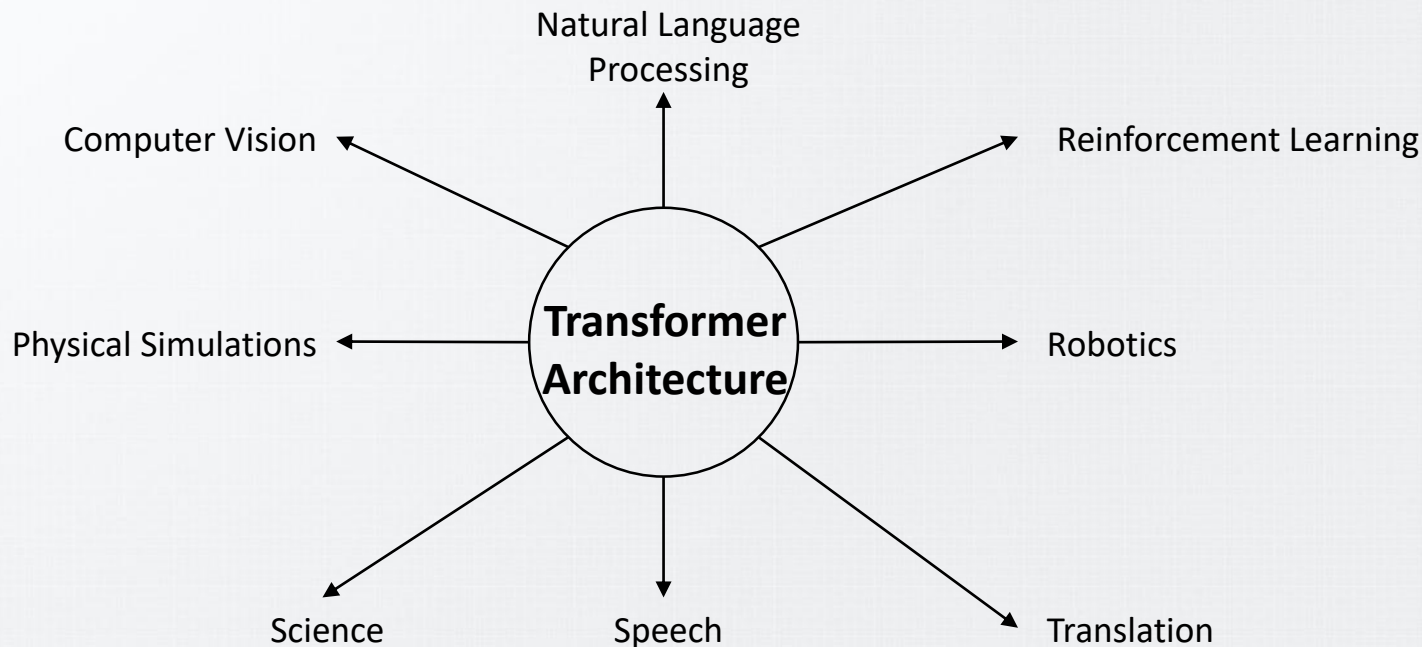 Natural Language
Processing
Computer Vision
Reinforcement Learning
Transformer
Architecture
Physical Simulations
Robotics
Science
Speech
Translation